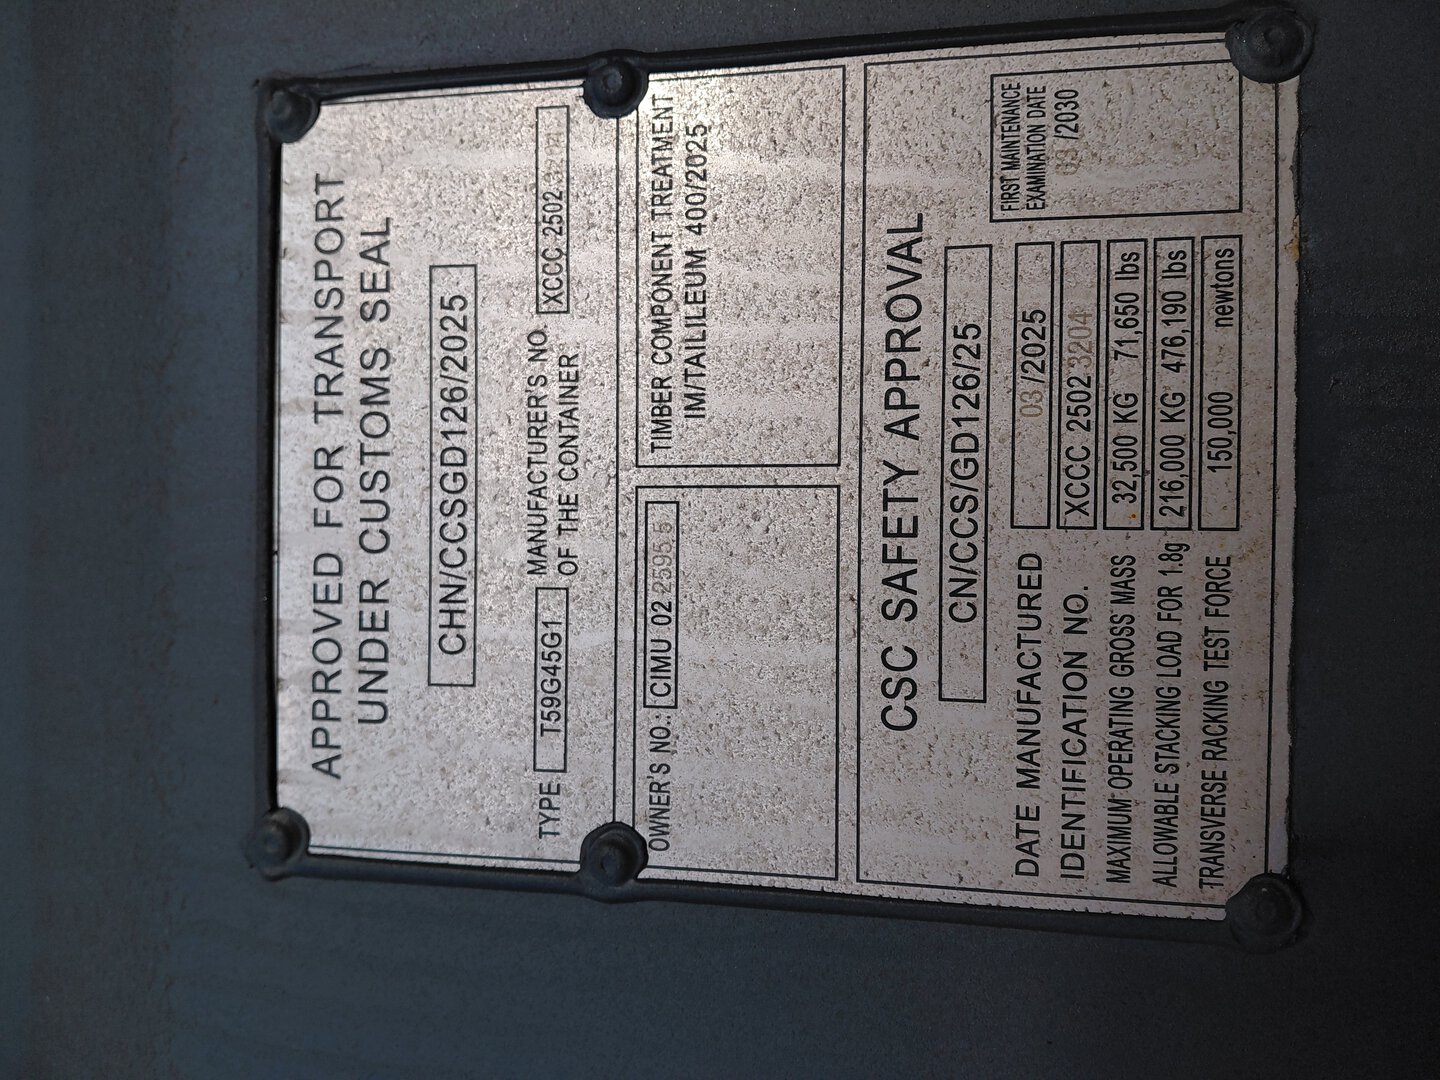 APPROVED FOR TRANSPORT
UNDER CUSTOMS SEAL
CHN/CCSGD126/2025
TYPE T59G45G1 MANUFACTURER'S NO. OF THE CONTAINER XCCC 2502
OWNER'S NO.: CIMU 02 2595 5
TIMBER COMPONENT TREATMENT
IM/TAILILEUM 400/2025
CSC SAFETY APPROVAL
CN/CCS/GD126/25
DATE MANUFACTURED 03 /2025
IDENTIFICATION NO. XCCC 2502 3204
MAXIMUM OPERATING GROSS MASS 32,500 KG 71,650 lbs
ALLOWABLE STACKING LOAD FOR 1.8g 216,000 KG 476,190 lbs
TRANSVERSE RACKING TEST FORCE 150,000 newtons
FIRST MAINTENANCE
EXAMINATION DATE
03 /2030